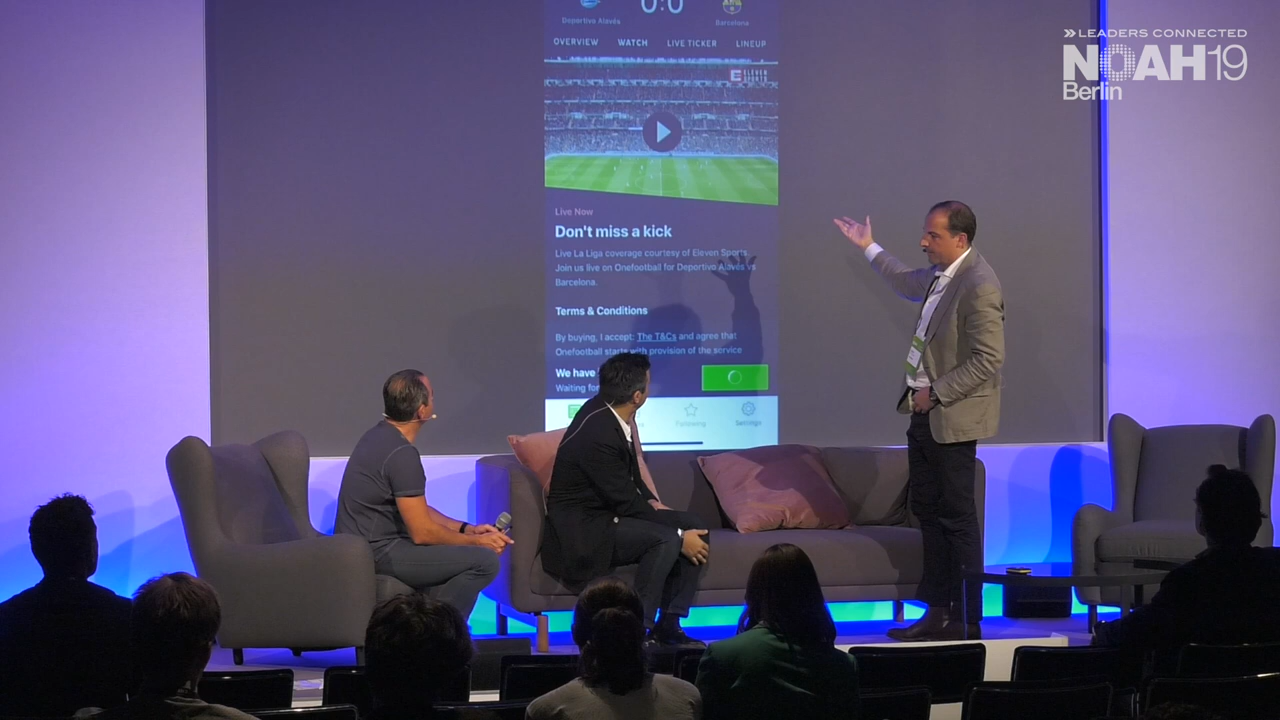 0:0
Deportivo Alavés Barcelona
OVERVIEW WATCH LIVE TICKER LINEUP
ELEVEN
SPORTS
Live Now
Don't miss a kick
Live La Liga coverage courtesy of Eleven Sports.
Join us live on Onefootball for Deportivo Alavés vs
Barcelona.
Terms & Conditions
By buying, I accept: The T&Cs and agree that
Onefootball starts with provision of the service
We have
Waiting for
Following Settings
LEADERS CONNECTED
NOAH19
Berlin